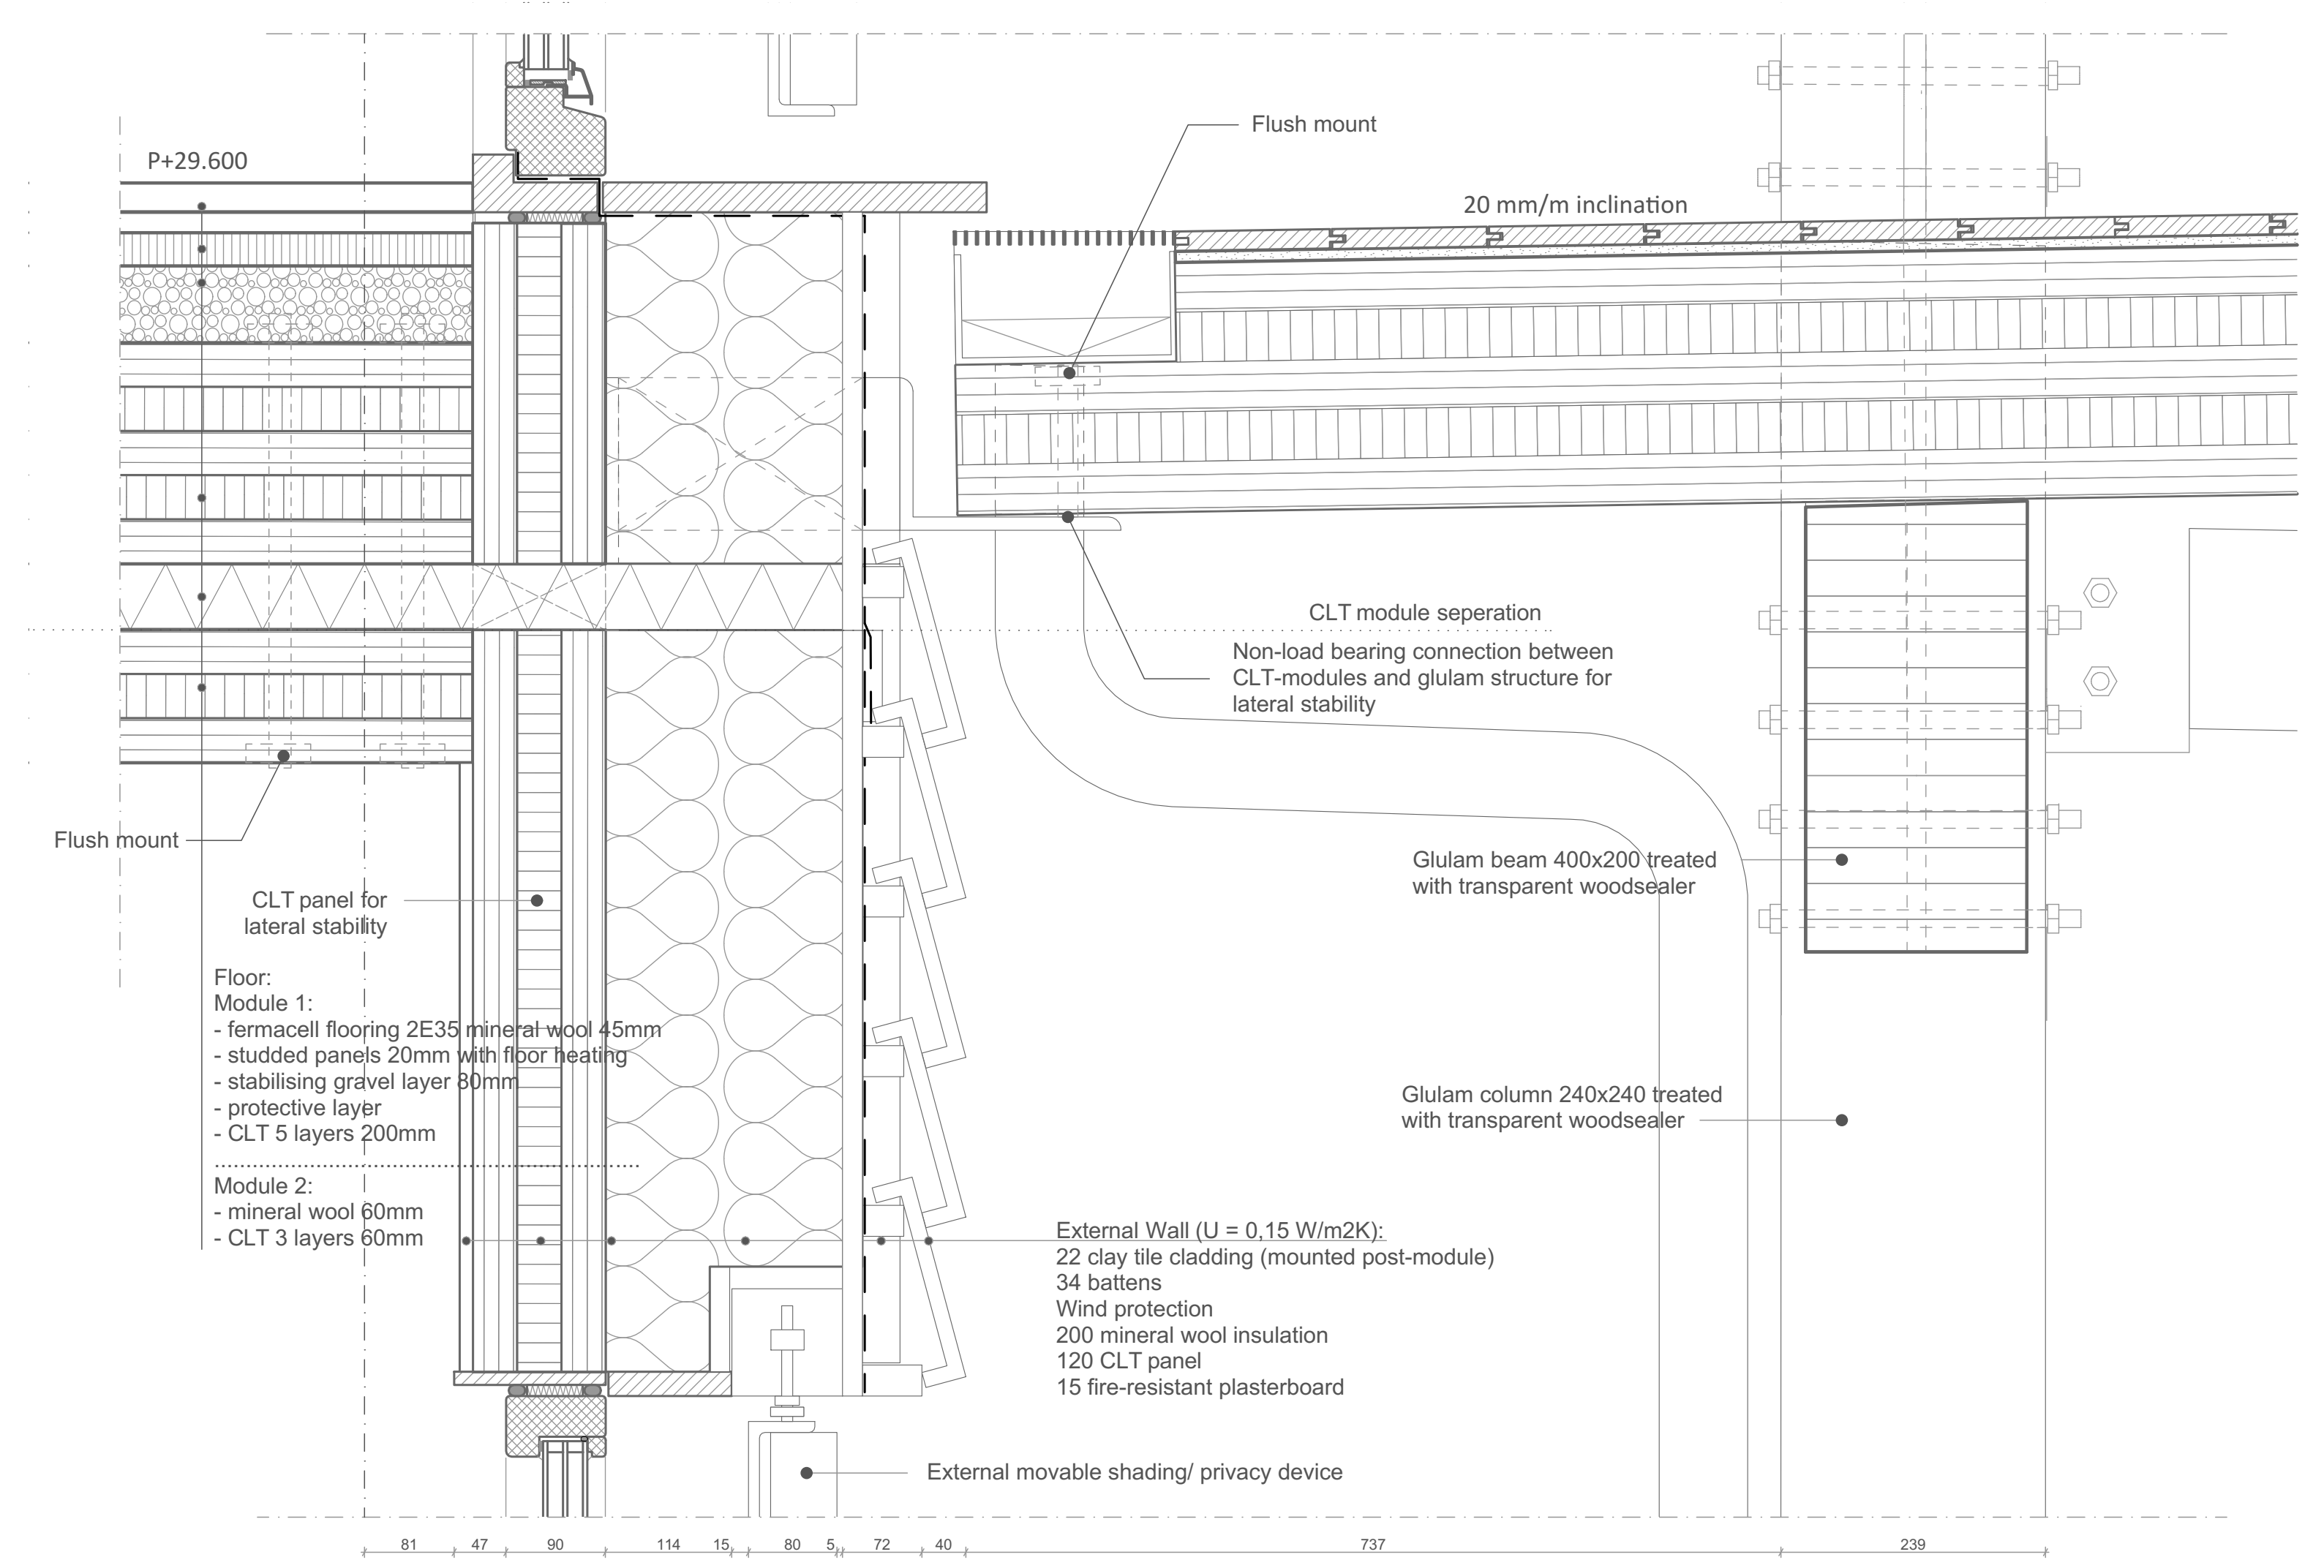 Flush mount
P+29.600
20 mm/m inclination
CLT module seperation
Non-load bearing connection between
CLT-modules and glulam structure for
lateral stability
Flush mount
Glulam beam 400x200 treated
with transparent woodsealer
CLT panel for
lateral stability
Floor:
Module 1:
- fermacell flooring 2E35 mineral wool 45mm
- studded panels 20mm with floor heating
- stabilising gravel layer 80mm
- protective layer
- CLT 5 layers 200mm
Module 2:
- mineral wool 60mm
- CLT 3 layers 60mm
Glulam column 240x240 treated
with transparent woodsealer
External Wall (U = 0,15 W/m2K):
22 clay tile cladding (mounted post-module)
34 battens
Wind protection
200 mineral wool insulation
120 CLT panel
15 fire-resistant plasterboard
External movable shading/ privacy device
81 47 90 114 15 80 5 72 40 737 239